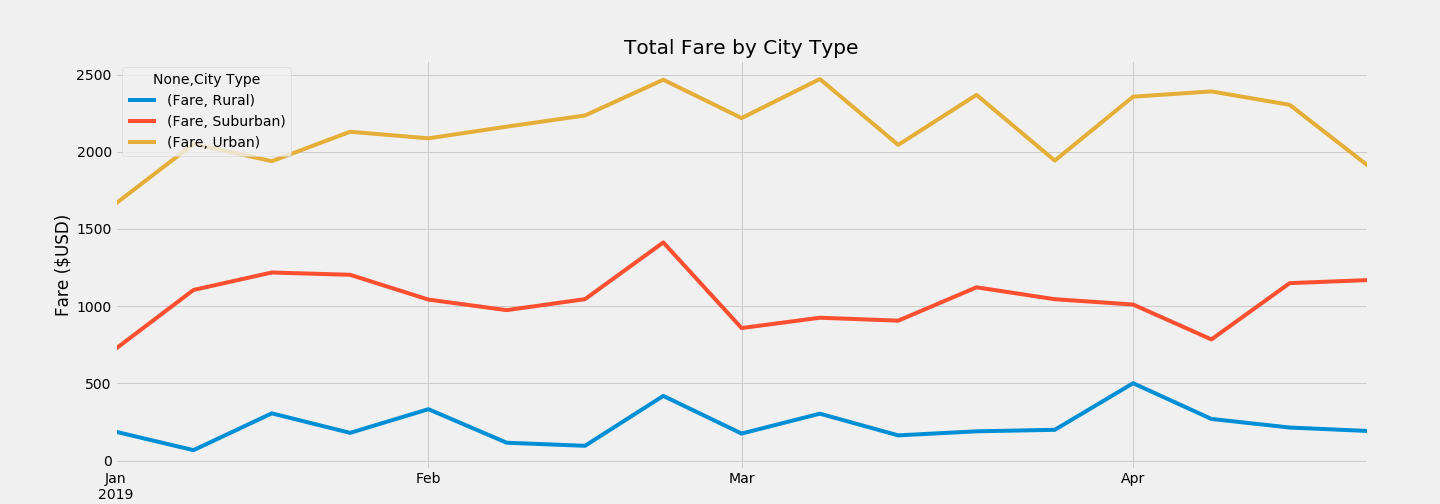 Total Fare by City Type
None,City Type
(Fare, Rural)
(Fare, Suburban)
(Fare, Urban)
Fare ($USD)
2500
2000
1500
1000
500
0
Jan
2019
Feb
Mar
Apr